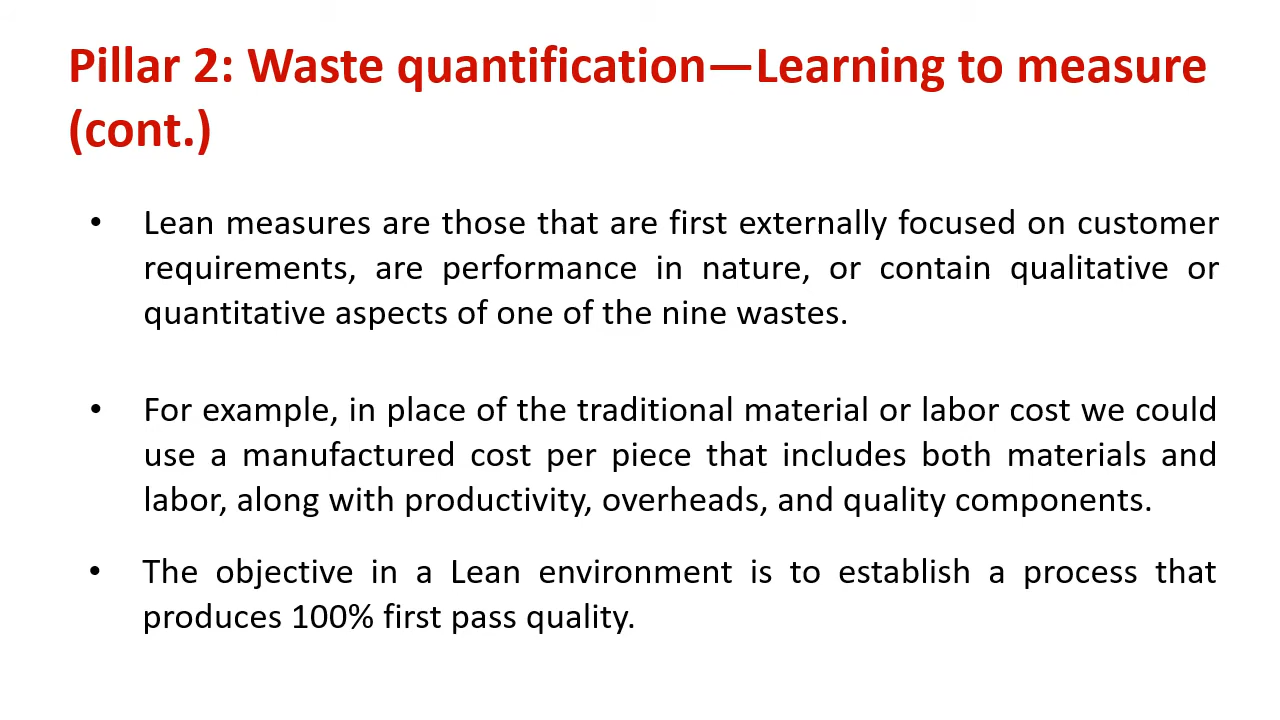 Pillar 2: Waste quantification—Learning to measure
(cont.)
• Lean measures are those that are first externally focused on customer
requirements, are performance in nature, or contain qualitative or
quantitative aspects of one of the nine wastes.
• For example, in place of the traditional material or labor cost we could
use a manufactured cost per piece that includes both materials and
labor, along with productivity, overheads, and quality components.
• The objective in a Lean environment is to establish a process that
produces 100% first pass quality.